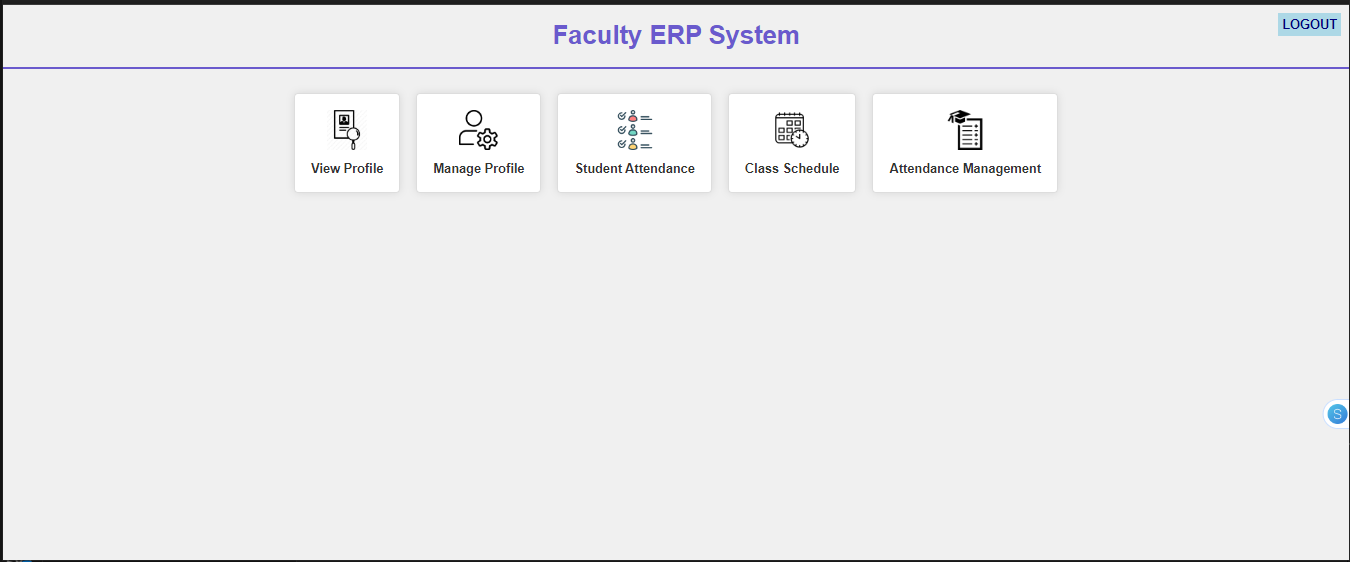 Faculty ERP System
LOGOUT
View Profile
Manage Profile
Student Attendance
Class Schedule
Attendance Management
S